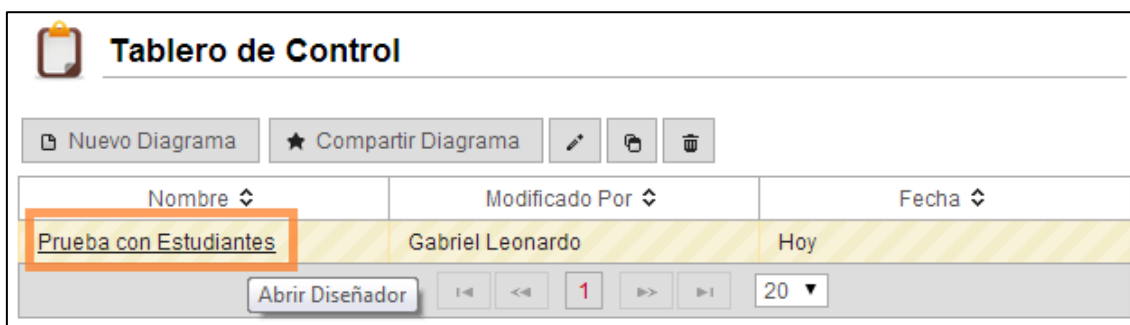 Tablero de Control
Nuevo Diagrama Compartir Diagrama
Nombre Modificado Por Fecha
Prueba con Estudiantes Gabriel Leonardo Hoy
Abrir Diseñador 1 20